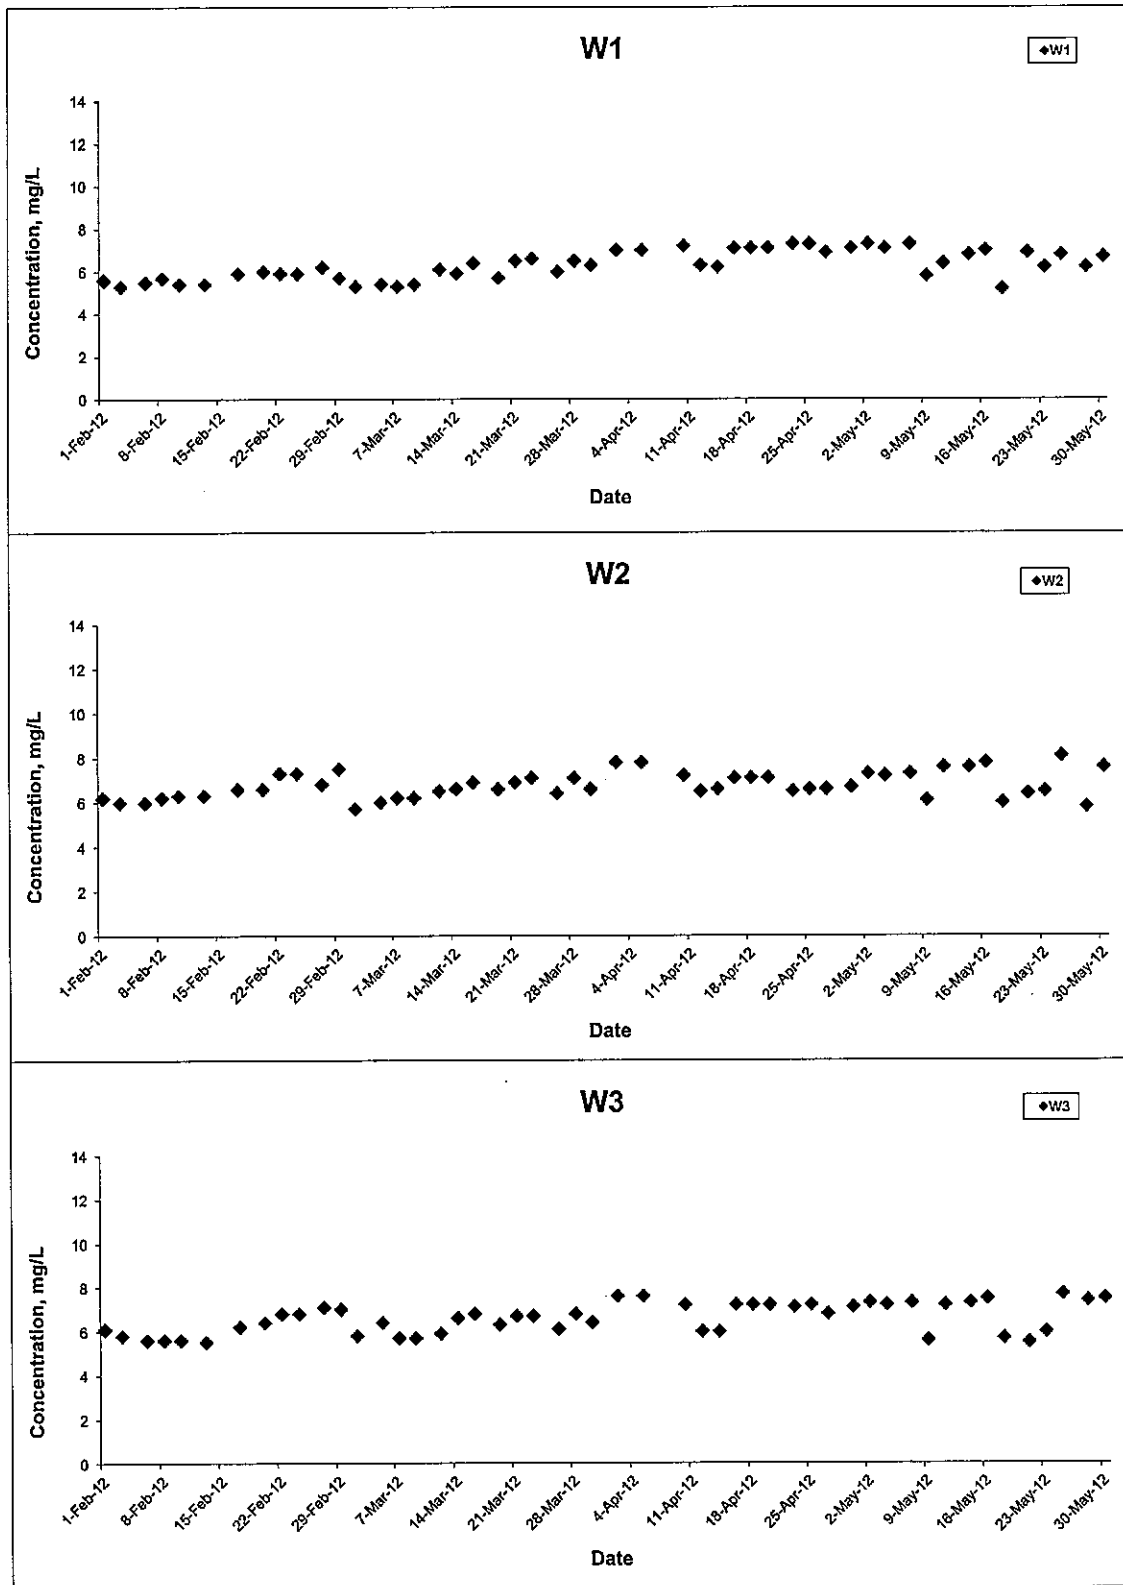 W1
◆W1
14
12
10
8
6
4
2
0
Concentration, mg/L
1-Feb-12
8-Feb-12
15-Feb-12
22-Feb-12
29-Feb-12
7-Mar-12
14-Mar-12
21-Mar-12
28-Mar-12
4-Apr-12
11-Apr-12
18-Apr-12
25-Apr-12
2-May-12
9-May-12
16-May-12
23-May-12
30-May-12
Date
W2
◆W2
14
12
10
8
6
4
2
0
Concentration, mg/L
1-Feb-12
8-Feb-12
15-Feb-12
22-Feb-12
29-Feb-12
7-Mar-12
14-Mar-12
21-Mar-12
28-Mar-12
4-Apr-12
11-Apr-12
18-Apr-12
25-Apr-12
2-May-12
9-May-12
16-May-12
23-May-12
30-May-12
Date
W3
◆W3
14
12
10
8
6
4
2
0
Concentration, mg/L
1-Feb-12
8-Feb-12
15-Feb-12
22-Feb-12
29-Feb-12
7-Mar-12
14-Mar-12
21-Mar-12
28-Mar-12
4-Apr-12
11-Apr-12
18-Apr-12
25-Apr-12
2-May-12
9-May-12
16-May-12
23-May-12
30-May-12
Date